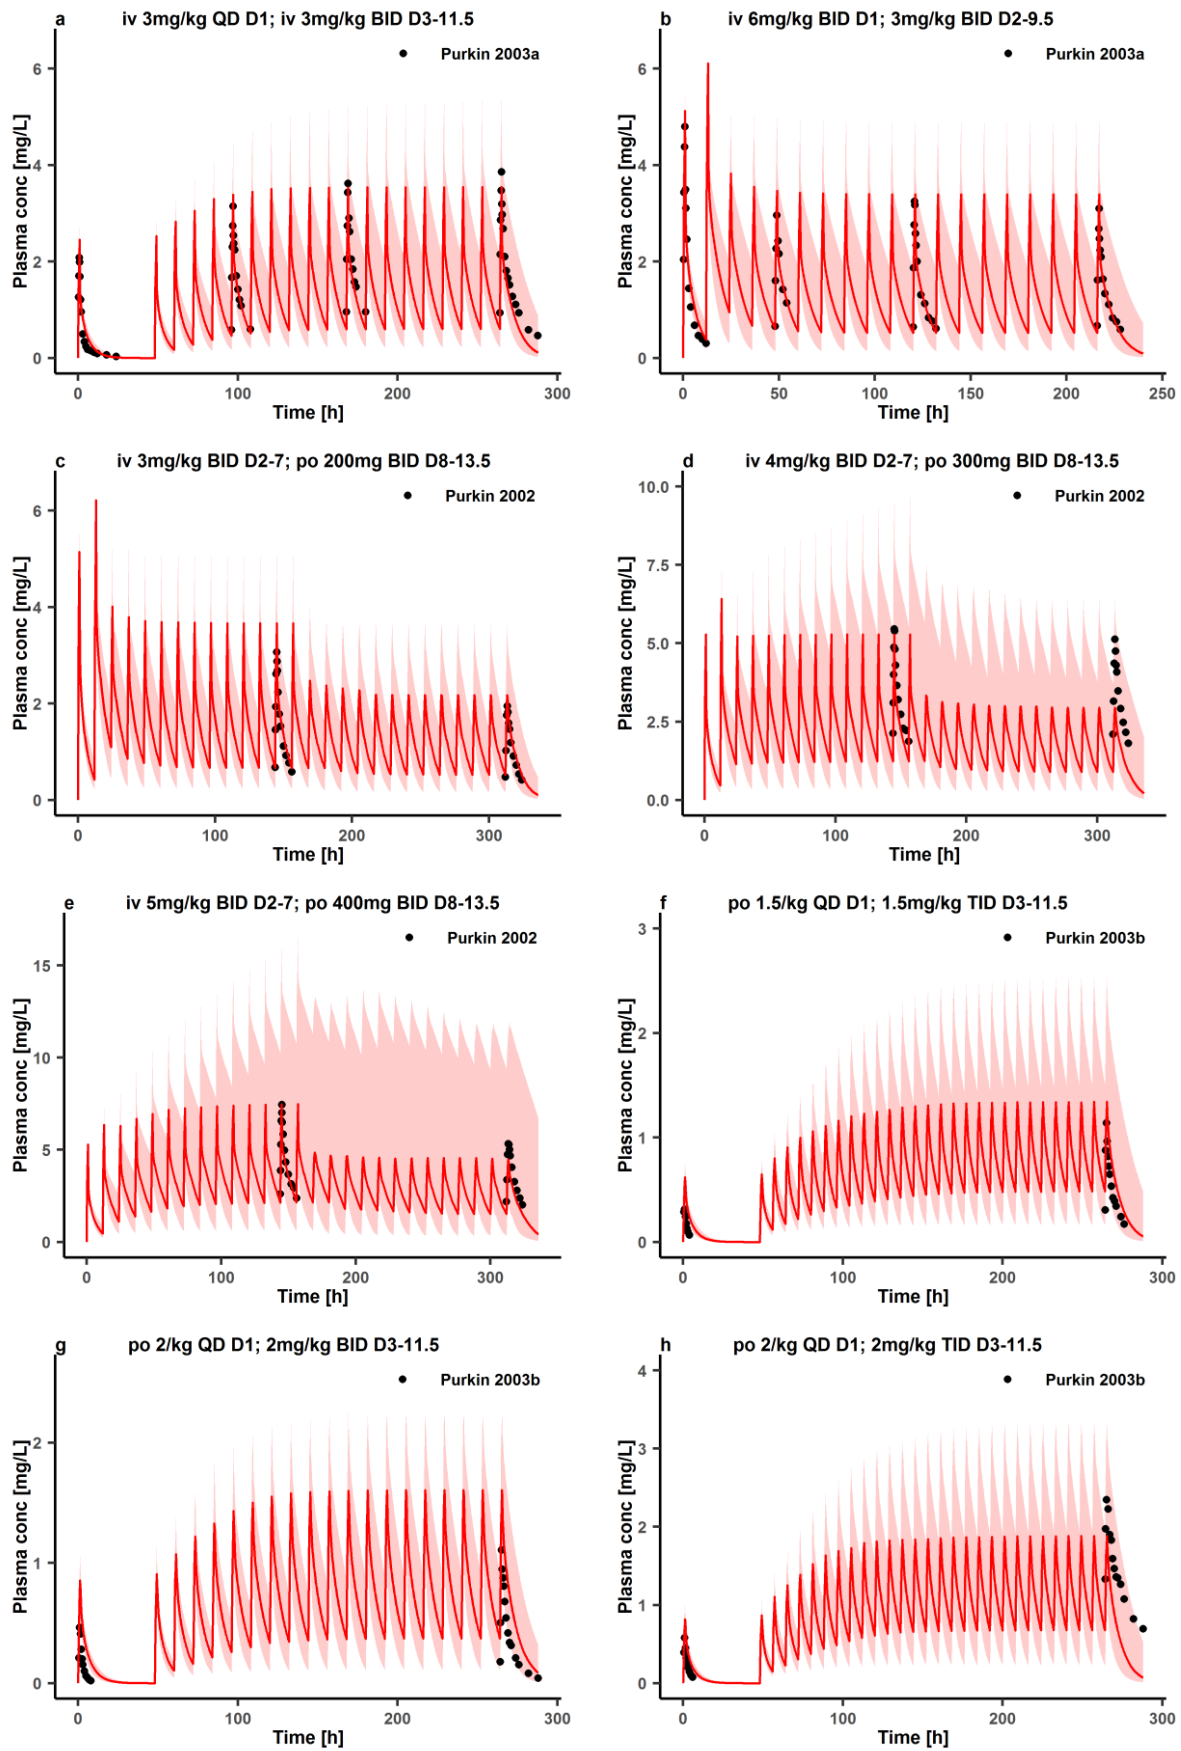 a iv 3mg/kg QD D1; iv 3mg/kg BID D3-11.5
Purkin 2003a
Plasma conc [mg/L]
6
4
2
0
0 100 200 300
Time [h]
b iv 6mg/kg BID D1; 3mg/kg BID D2-9.5
Purkin 2003a
Plasma conc [mg/L]
6
4
2
0
0 50 100 150 200 250
Time [h]
c iv 3mg/kg BID D2-7; po 200mg BID D8-13.5
Purkin 2002
Plasma conc [mg/L]
6
4
2
0
0 100 200 300
Time [h]
d iv 4mg/kg BID D2-7; po 300mg BID D8-13.5
Purkin 2002
Plasma conc [mg/L]
10.0
7.5
5.0
2.5
0.0
0 100 200 300
Time [h]
e iv 5mg/kg BID D2-7; po 400mg BID D8-13.5
Purkin 2002
Plasma conc [mg/L]
15
10
5
0
0 100 200 300
Time [h]
f po 1.5/kg QD D1; 1.5mg/kg TID D3-11.5
Purkin 2003b
Plasma conc [mg/L]
3
2
1
0
0 100 200 300
Time [h]
g po 2/kg QD D1; 2mg/kg BID D3-11.5
Purkin 2003b
Plasma conc [mg/L]
2
1
0
0 100 200 300
Time [h]
h po 2/kg QD D1; 2mg/kg TID D3-11.5
Purkin 2003b
Plasma conc [mg/L]
4
3
2
1
0
0 100 200 300
Time [h]